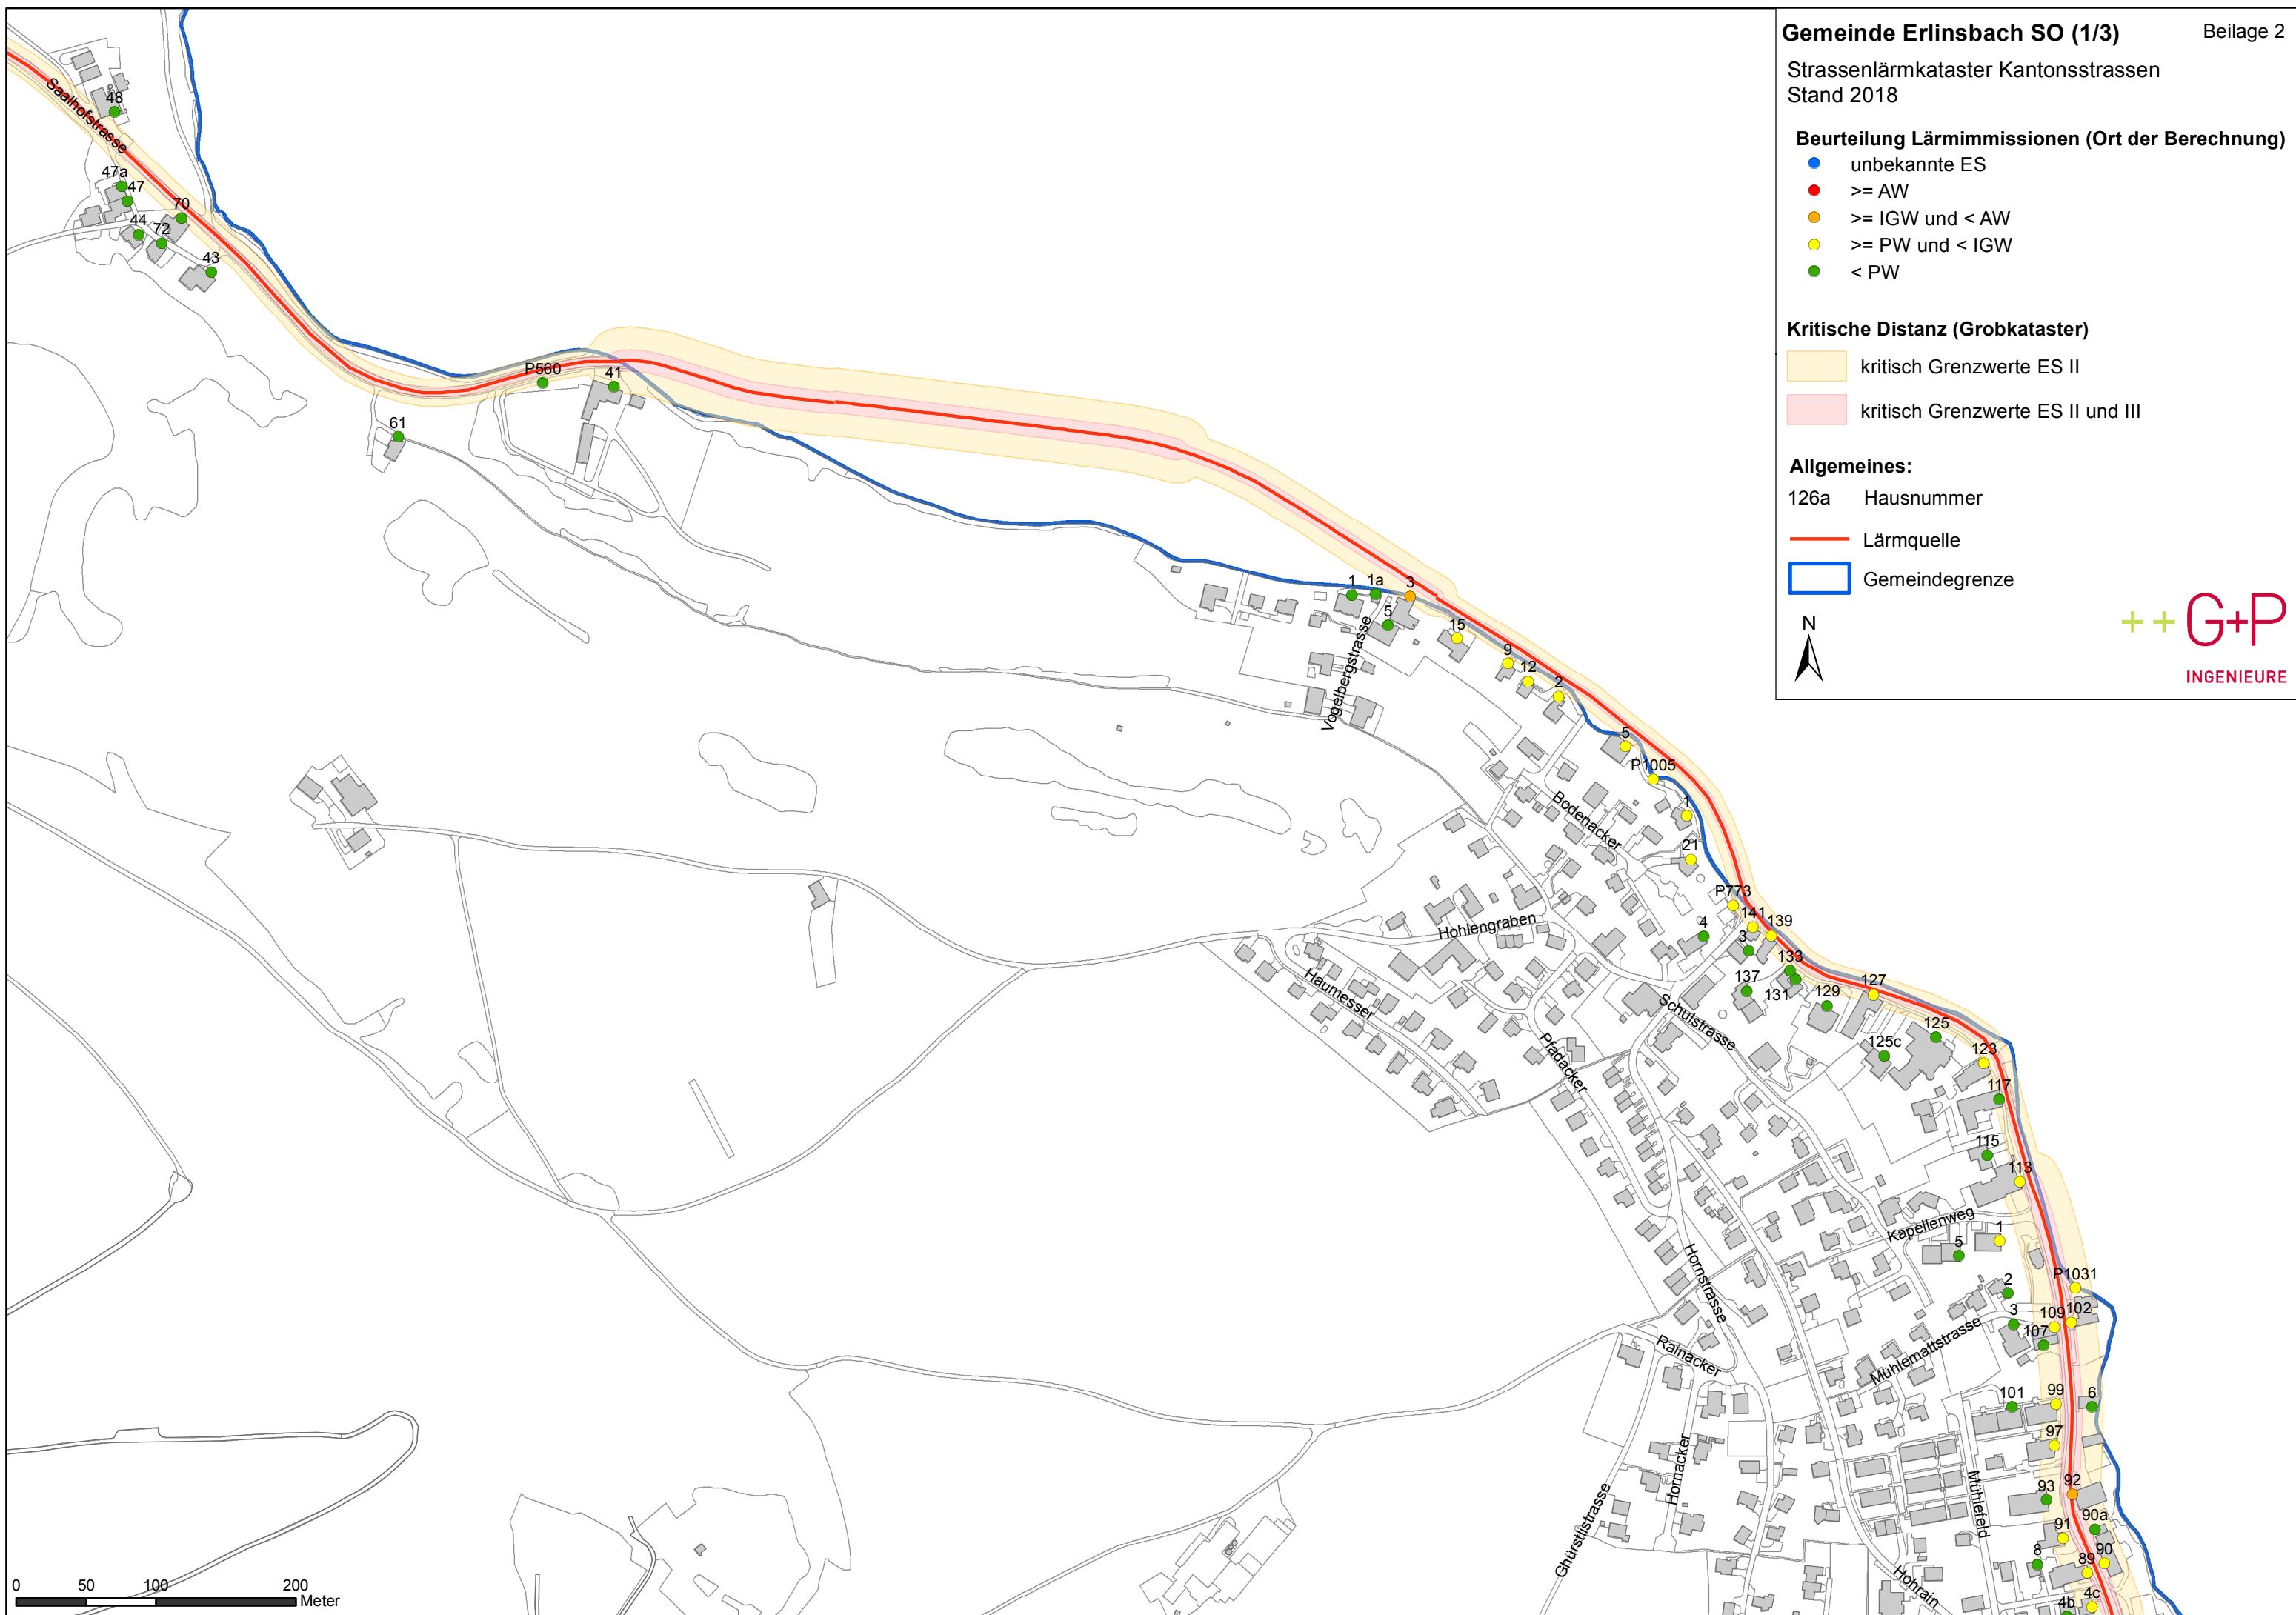 Gemeinde Erlinsbach SO (1/3)
Beilage 2
Strassenlärmkataster Kantonsstrassen
Stand 2018
Beurteilung Lärmimmissionen (Ort der Berechnung)
unbekannte ES
>= AW
>= IGW und < AW
>= PW und < IGW
< PW
Kritische Distanz (Grobkataster)
kritisch Grenzwerte ES II
kritisch Grenzwerte ES II und III
Allgemeines:
126a Hausnummer
Lärmquelle
Gemeindegrenze
N
++ G+P
INGENIEURE
Saalhofstrasse
48
47a
47
44
72
70
43
P560
41
61
1
1a
3
5
Vogelbergstrasse
15
9
12
2
5
P1005
1
Bodenacker
21
P773
141
139
4
3
133
137
131
129
127
Hohlengraben
Haumesser
Schulstrasse
Pfadacker
125
125c
123
117
115
113
Kapellenweg
1
5
Hornstrasse
P1031
2
3
109
102
107
Mühlemattstrasse
Rainacker
101
99
6
97
Hornacker
Mühlefeld
92
93
90a
91
90
89
8
Ghürstlistrasse
Hohrain
4c
4b
0 50 100 200
Meter